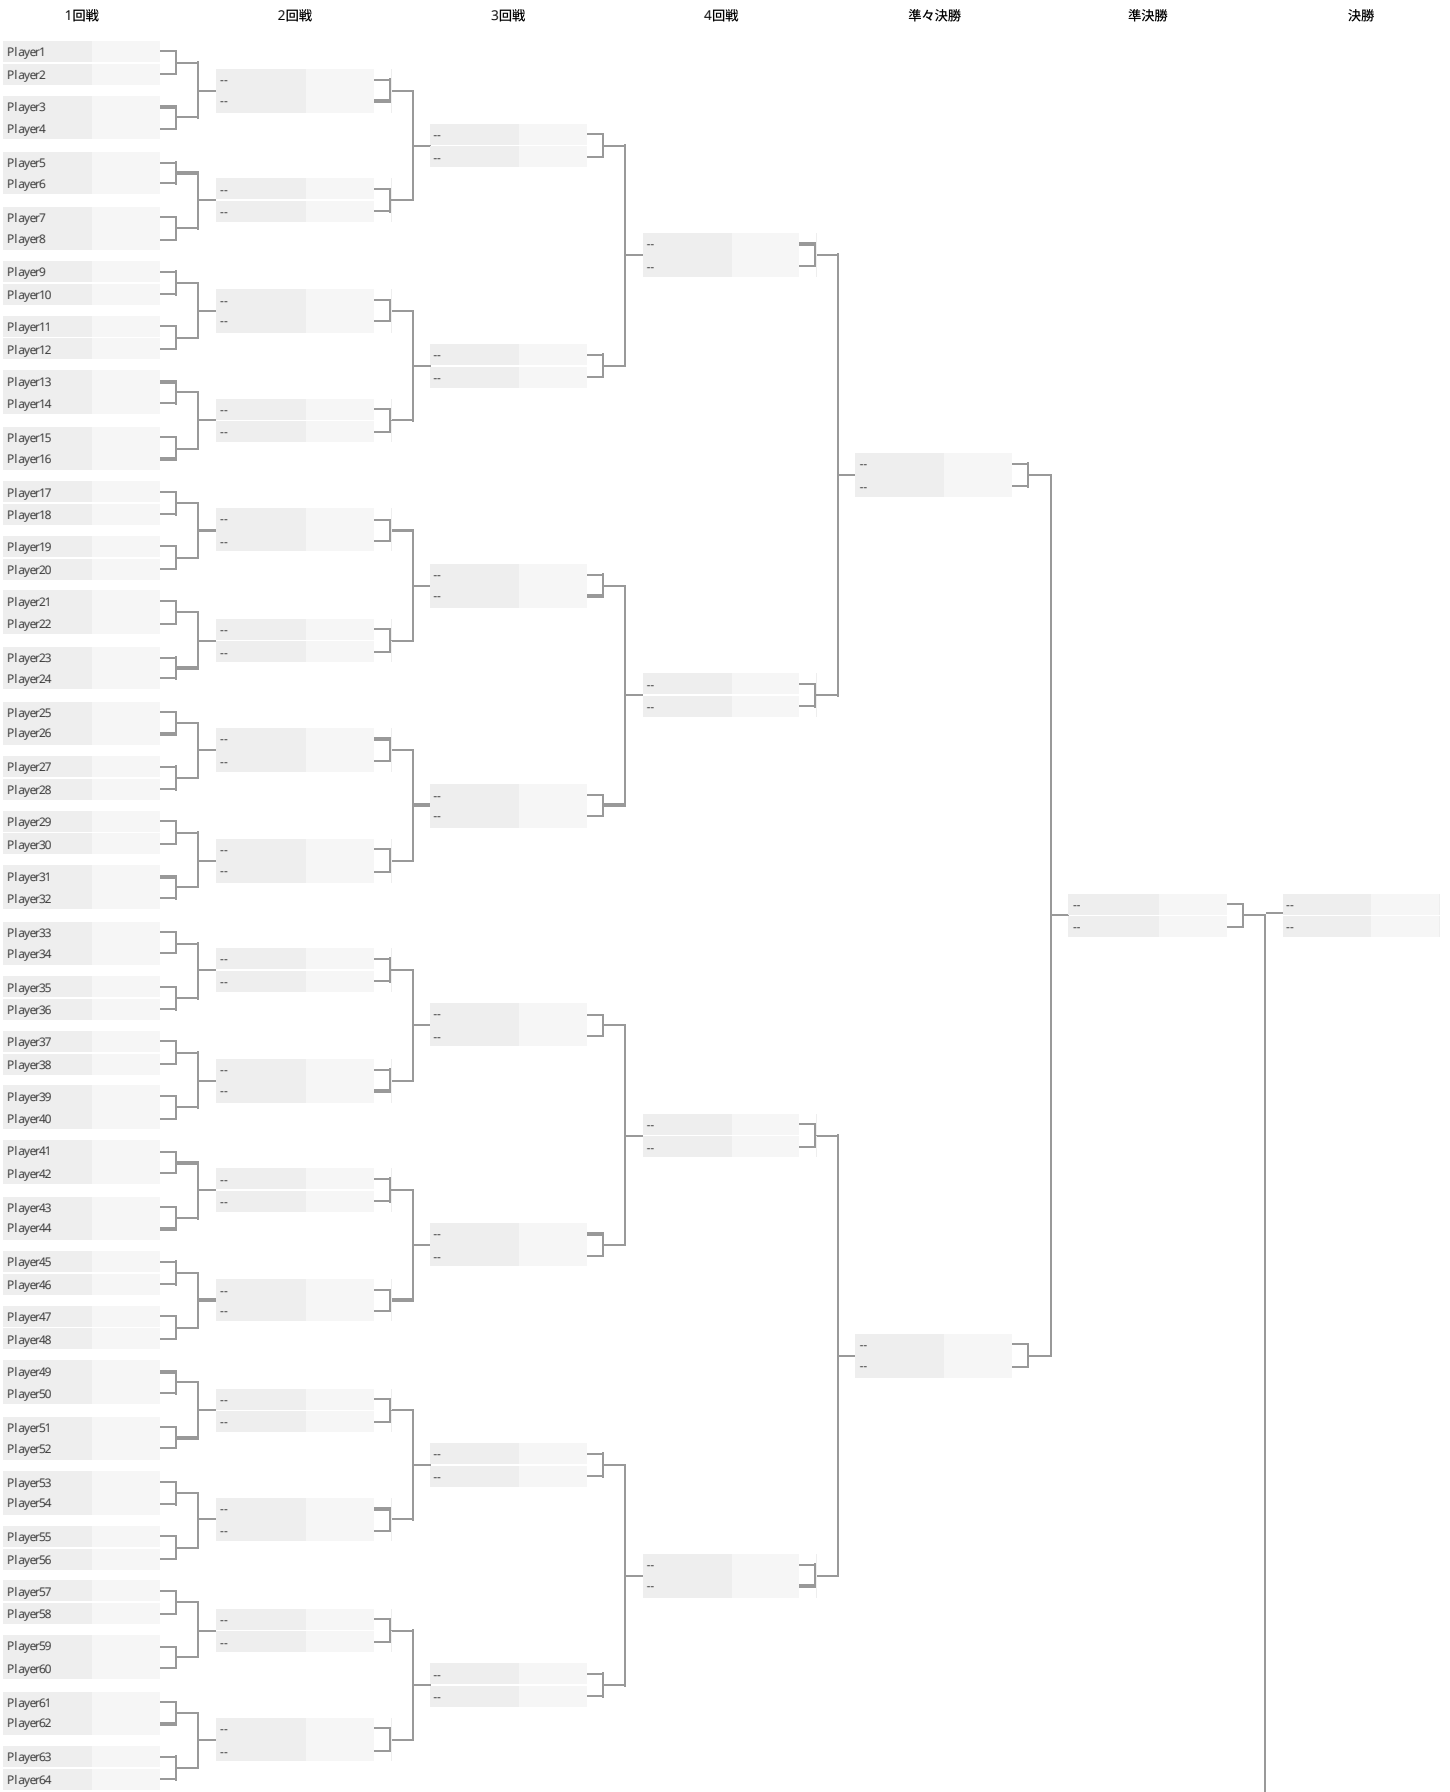 1回戦 2回戦 3回戦 4回戦 準々決勝 準決勝 決勝
Player1
Player2
--
--
Player3
Player4
--
--
Player5
Player6
--
--
Player7
Player8
--
--
Player9
Player10
--
--
Player11
Player12
--
--
Player13
Player14
--
--
Player15
Player16
--
--
Player17
Player18
--
--
Player19
Player20
--
--
Player21
Player22
--
--
Player23
Player24
--
--
Player25
Player26
--
--
Player27
Player28
--
--
Player29
Player30
--
--
Player31
Player32
--
--
--
--
Player33
Player34
--
--
Player35
Player36
--
--
Player37
Player38
--
--
Player39
Player40
--
--
Player41
Player42
--
--
Player43
Player44
--
--
Player45
Player46
--
--
Player47
Player48
--
--
Player49
Player50
--
--
Player51
Player52
--
--
Player53
Player54
--
--
Player55
Player56
--
--
Player57
Player58
--
--
Player59
Player60
--
--
Player61
Player62
--
--
Player63
Player64